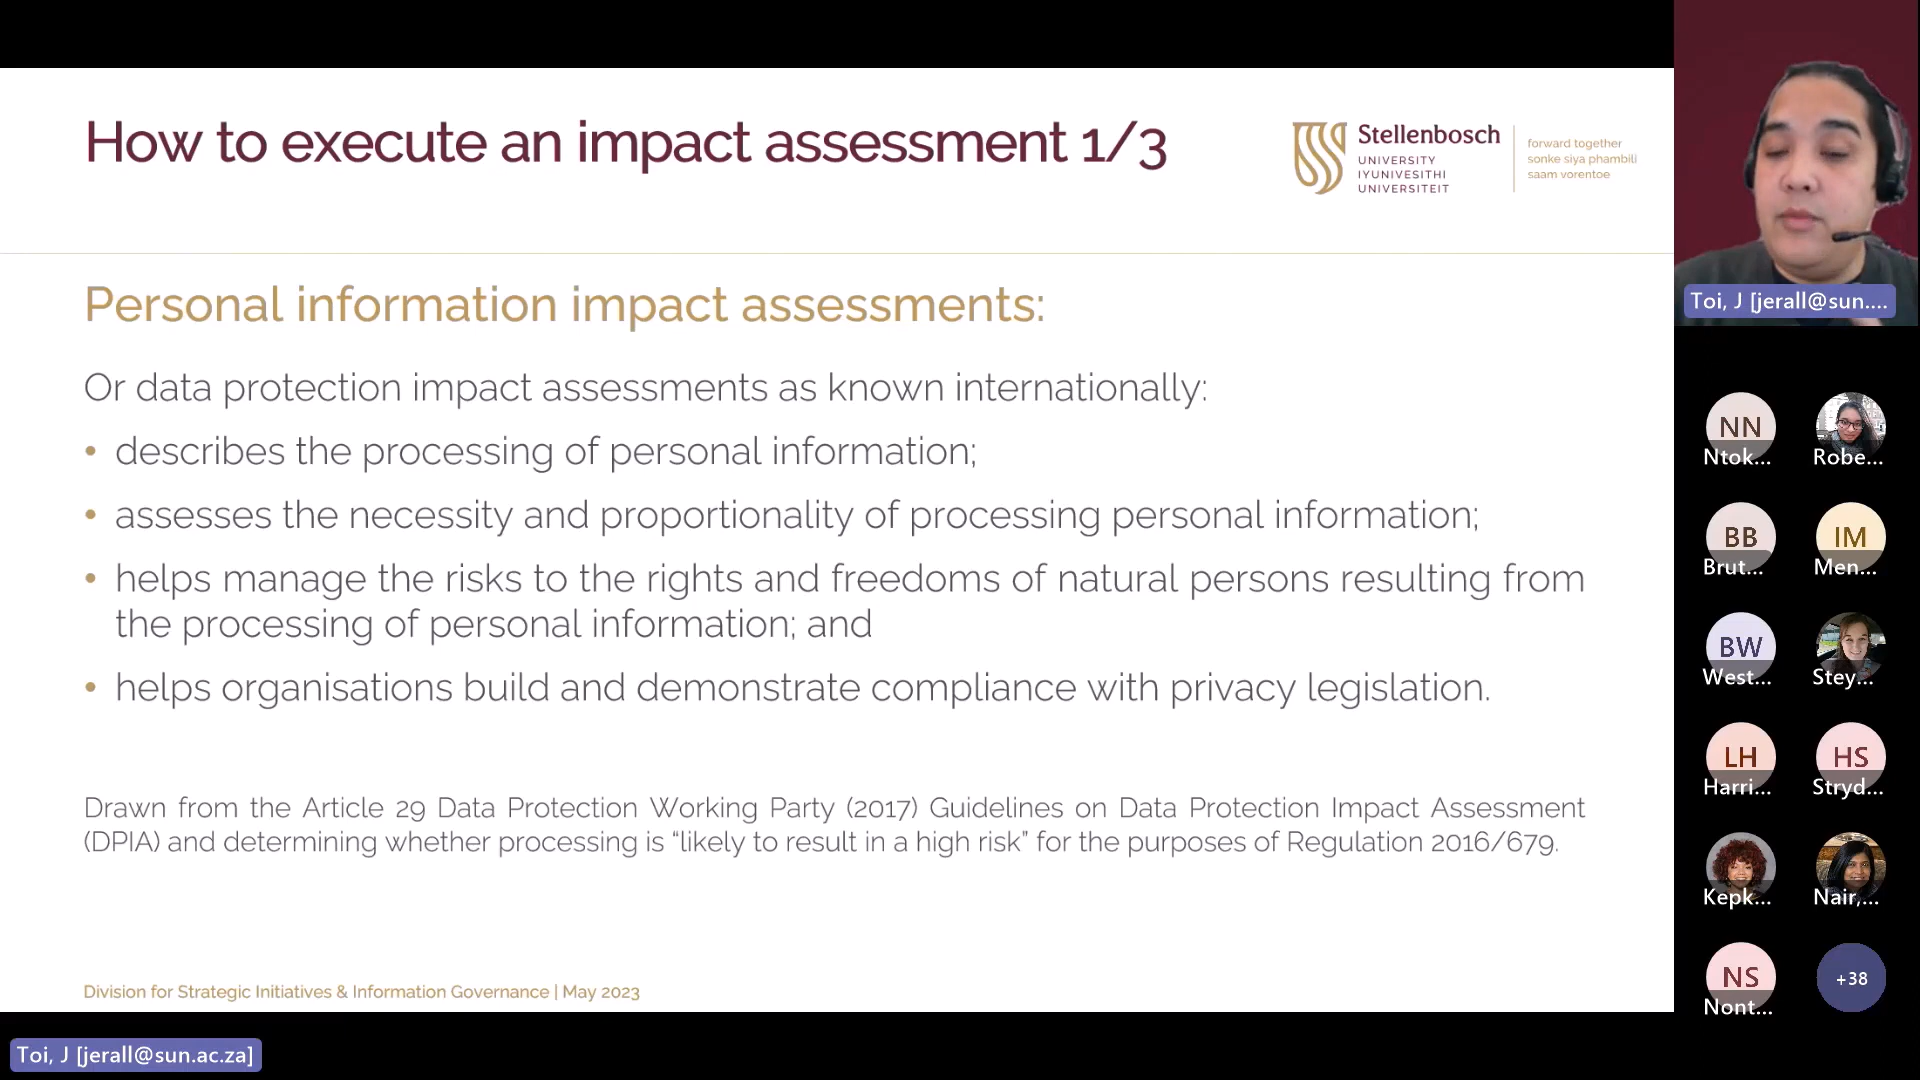 How to execute an impact assessment 1/3
Stellenbosch
UNIVERSITY
IYUNIVESITHI
UNIVERSITEIT
forward together
sonke siya phambili
saam vorentoe
Personal information impact assessments:
Or data protection impact assessments as known internationally:
• describes the processing of personal information;
• assesses the necessity and proportionality of processing personal information;
• helps manage the risks to the rights and freedoms of natural persons resulting from
the processing of personal information; and
• helps organisations build and demonstrate compliance with privacy legislation.
Drawn from the Article 29 Data Protection Working Party (2017) Guidelines on Data Protection Impact Assessment
(DPIA) and determining whether processing is “likely to result in a high risk” for the purposes of Regulation 2016/679.
Division for Strategic Initiatives & Information Governance | May 2023
Toi, J [jerall@sun.ac.za]
Toi, J [jerall@sun....
NN
Ntok...
Robe...
BB
Brut...
IM
Men...
BW
West...
Stey...
LH
Harri...
HS
Stryd...
Kepk...
Nair,...
NS
Nont...
+38